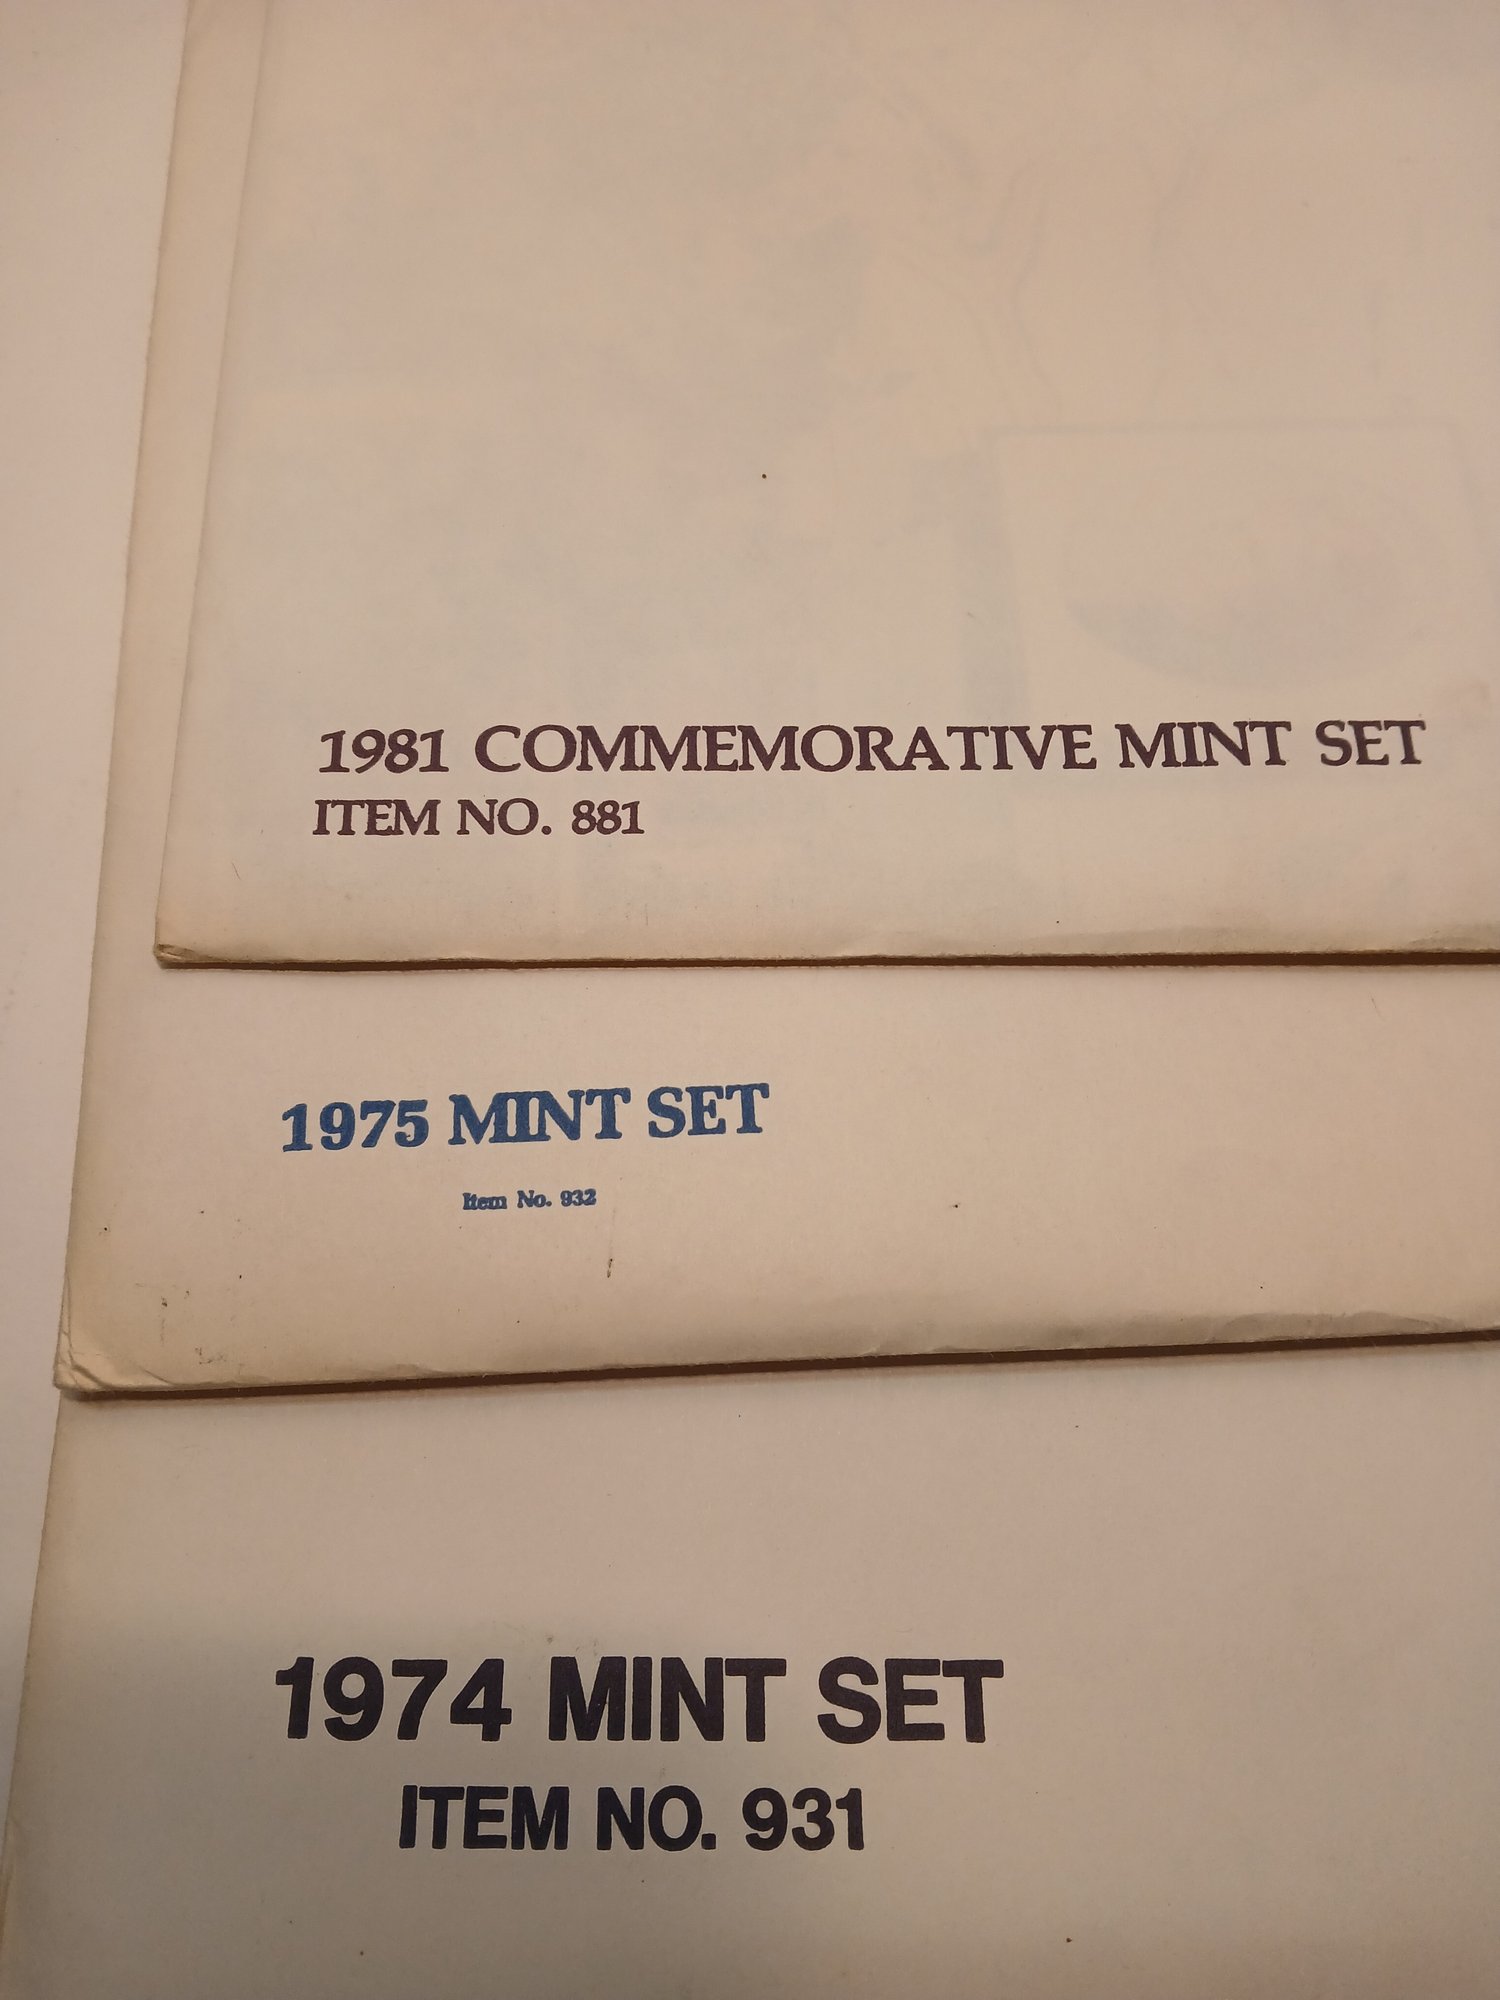 1981 COMMEMORATIVE MINT SET
ITEM NO. 881
1975 MINT SET
Item No. 932
1974 MINT SET
ITEM NO. 931